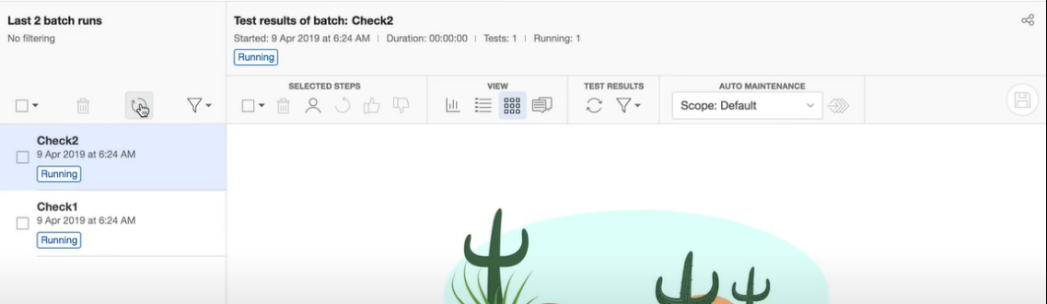 Last 2 batch runs
No filtering
Test results of batch: Check2
Started: 9 Apr 2019 at 6:24 AM | Duration: 00:00:00 | Tests: 1 | Running: 1
Running
SELECTED STEPS
VIEW
TEST RESULTS
AUTO MAINTENANCE
Scope: Default
Check2
9 Apr 2019 at 6:24 AM
Running
Check1
9 Apr 2019 at 6:24 AM
Running